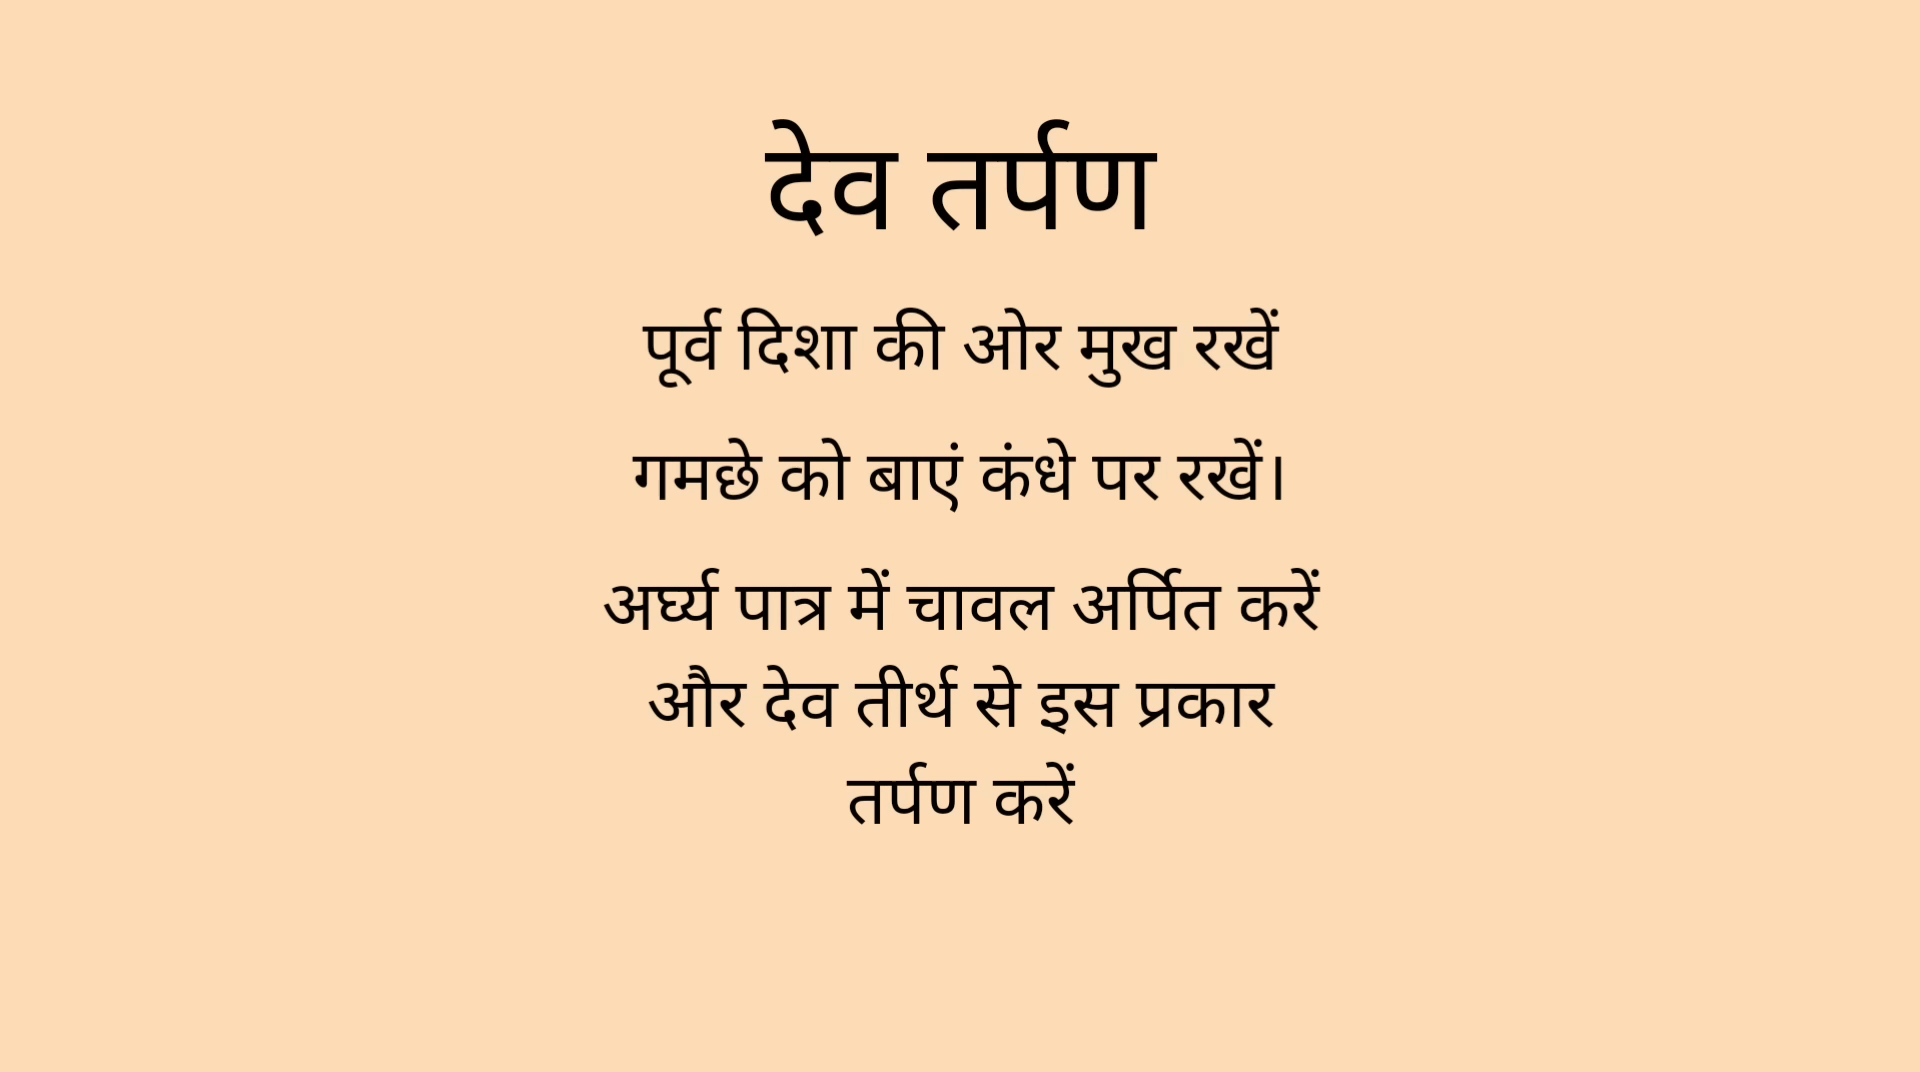 देव तर्पण
पूर्व दिशा की ओर मुख रखें
गमछे को बाएं कंधे पर रखें।
अर्घ्य पात्र में चावल अर्पित करें
और देव तीर्थ से इस प्रकार
तर्पण करें